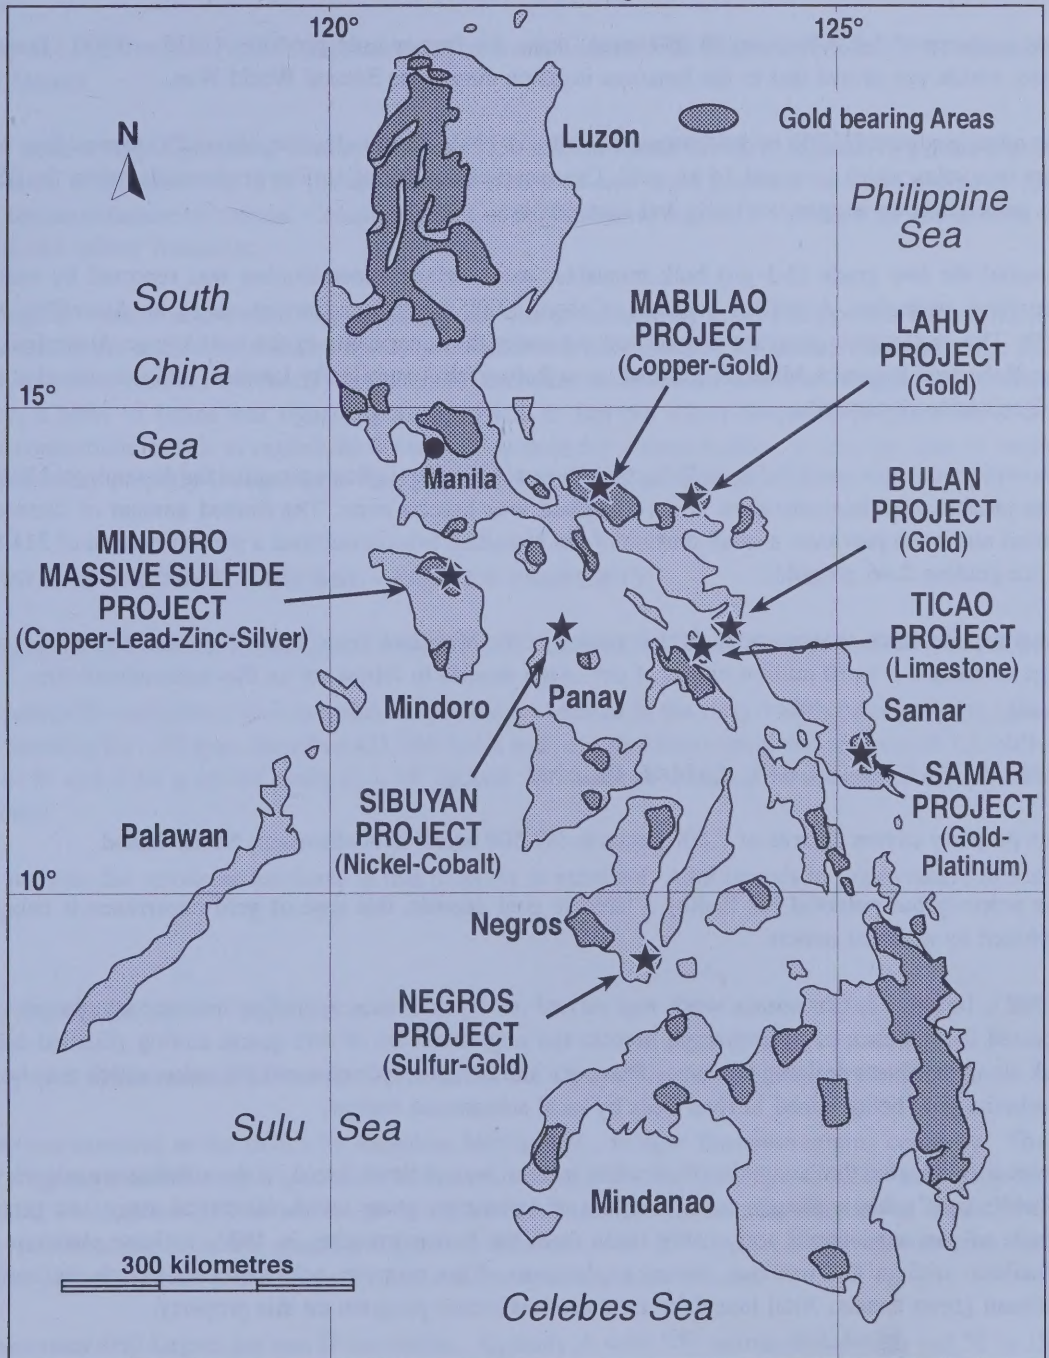 120°
125°
N
Luzon
Gold bearing Areas
Philippine
Sea
South
China
Sea
MABULAO
PROJECT
(Copper-Gold)
LAHUY
PROJECT
(Gold)
15°
Manila
BULAN
PROJECT
(Gold)
MINDORO
MASSIVE SULFIDE
PROJECT
(Copper-Lead-Zinc-Silver)
TICAO
PROJECT
(Limestone)
Mindoro
Panay
Samar
SIBUYAN
PROJECT
(Nickel-Cobalt)
SAMAR
PROJECT
(Gold-
Platinum)
Palawan
10°
Negros
NEGROS
PROJECT
(Sulfur-Gold)
Sulu Sea
Mindanao
300 kilometres
Celebes Sea